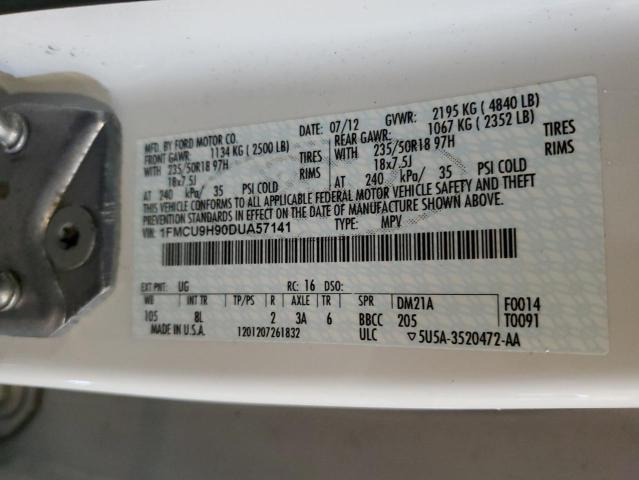 MFD. BY FORD MOTOR CO.
DATE: 07/12 GVWR: 2195 KG ( 4840 LB)
FRONT GAWR: 1134 KG ( 2500 LB) REAR GAWR: 1067 KG ( 2352 LB)
WITH 235/50R18 97H TIRES WITH 235/50R18 97H TIRES
18x7.5J RIMS 18x7.5J RIMS
AT 240 kPa/ 35 PSI COLD AT 240 kPa/ 35 PSI COLD
THIS VEHICLE CONFORMS TO ALL APPLICABLE FEDERAL MOTOR VEHICLE SAFETY AND THEFT
PREVENTION STANDARDS IN EFFECT ON THE DATE OF MANUFACTURE SHOWN ABOVE.
VIN: 1FMCU9H90DUA57141 TYPE: MPV
EXT PNT: UG RC: 16 DSO:
WB INT TR TP/PS R AXLE TR SPR DM21A F0014
105 8L 2 3A 6 BBCC 205 T0091
MADE IN U.S.A. 1201207261832 ULC ▽5U5A-3520472-AA